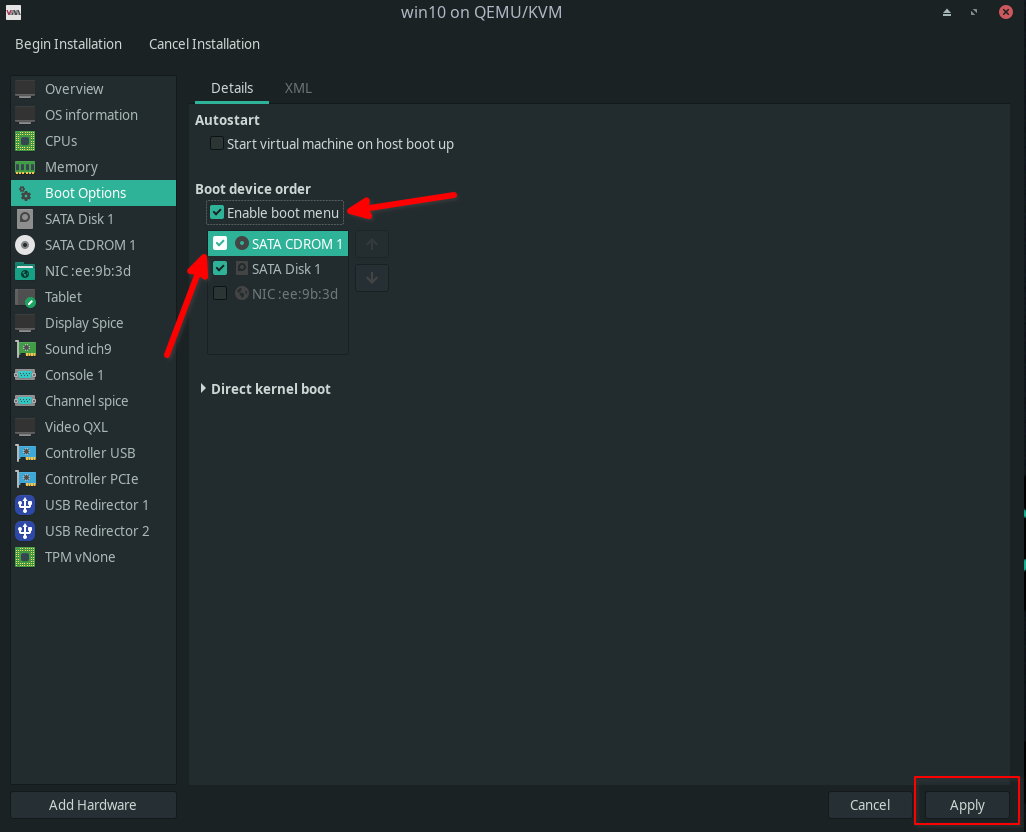 win10 on QEMU/KVM
Begin Installation Cancel Installation
Overview
OS information
CPUs
Memory
Boot Options
SATA Disk 1
SATA CDROM 1
NIC :ee:9b:3d
Tablet
Display Spice
Sound ich9
Console 1
Channel spice
Video QXL
Controller USB
Controller PCIe
USB Redirector 1
USB Redirector 2
TPM vNone
Add Hardware
Details XML
Autostart
Start virtual machine on host boot up
Boot device order
Enable boot menu
SATA CDROM 1
SATA Disk 1
NIC :ee:9b:3d
Direct kernel boot
Cancel Apply